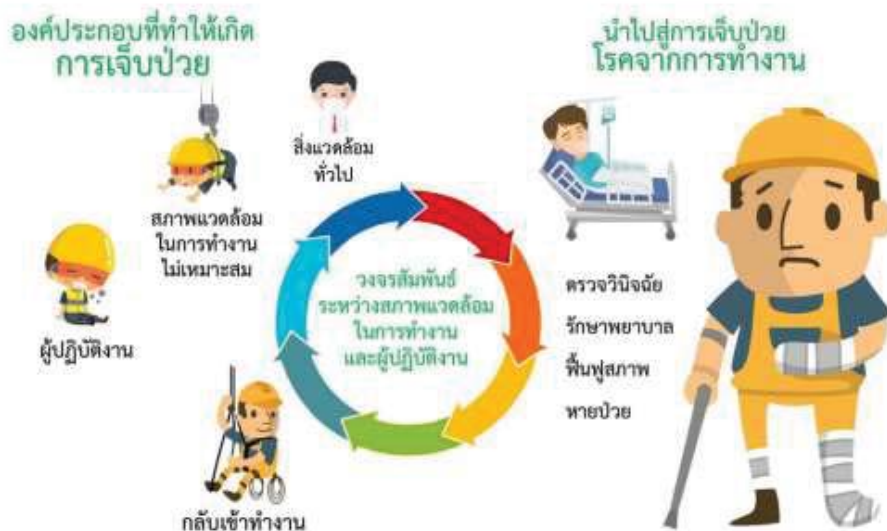 องค์ประกอบที่ทำให้เกิด
การเจ็บป่วย
นำไปสู่การเจ็บป่วย
โรคจากการทำงาน
สิ่งแวดล้อม
ทั่วไป
สภาพแวดล้อม
ในการทำงาน
ไม่เหมาะสม
ผู้ปฏิบัติงาน
วงจรสัมพันธ์
ระหว่างสภาพแวดล้อม
ในการทำงาน
และผู้ปฏิบัติงาน
ตรวจวินิจฉัย
รักษาพยาบาล
ฟื้นฟูสภาพ
หายป่วย
กลับเข้าทำงาน